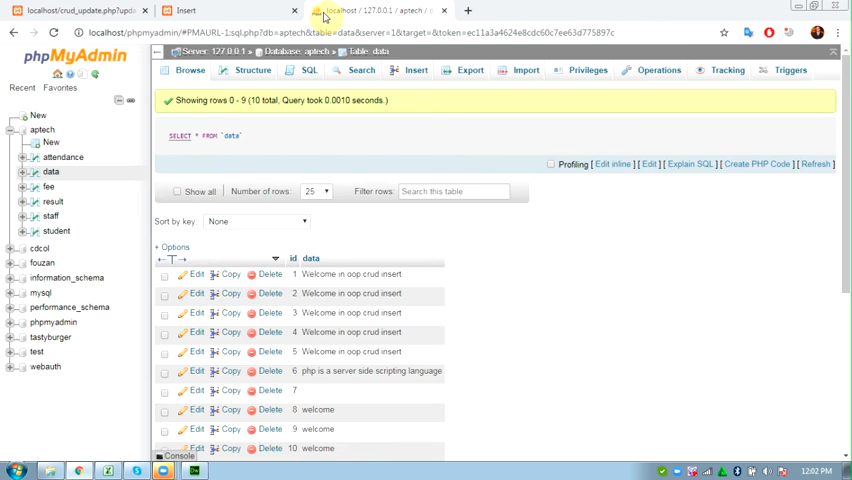 localhost/crud_update.php?upda
Insert
localhost / 127.0.0.1 / aptech / d
localhost/phpmyadmin/#PMAURL-1:sql.php?db=aptech&table=data&server=1&target=&token=ec11a3a4624e8cdc60c7ee63d675897c
phpMyAdmin
Server: 127.0.0.1 » Database: aptech » Table: data
Browse Structure SQL Search Insert Export Import Privileges Operations Tracking Triggers
Recent Favorites
New
aptech
New
attendance
data
fee
result
staff
student
cdcol
fouzan
information_schema
mysql
performance_schema
phpmyadmin
tastyburger
test
webauth
Showing rows 0 - 9 (10 total, Query took 0.0010 seconds.)
SELECT * FROM `data`
Profiling [ Edit inline ] [ Edit ] [ Explain SQL ] [ Create PHP Code ] [ Refresh ]
Show all Number of rows: 25 Filter rows: Search this table
Sort by key: None
+ Options
←T→ id data
Edit Copy Delete 1 Welcome in oop crud insert
Edit Copy Delete 2 Welcome in oop crud insert
Edit Copy Delete 3 Welcome in oop crud insert
Edit Copy Delete 4 Welcome in oop crud insert
Edit Copy Delete 5 Welcome in oop crud insert
Edit Copy Delete 6 php is a server side scripting language
Edit Copy Delete 7
Edit Copy Delete 8 welcome
Edit Copy Delete 9 welcome
Edit Copy Delete 10 welcome
Console
12:02 PM